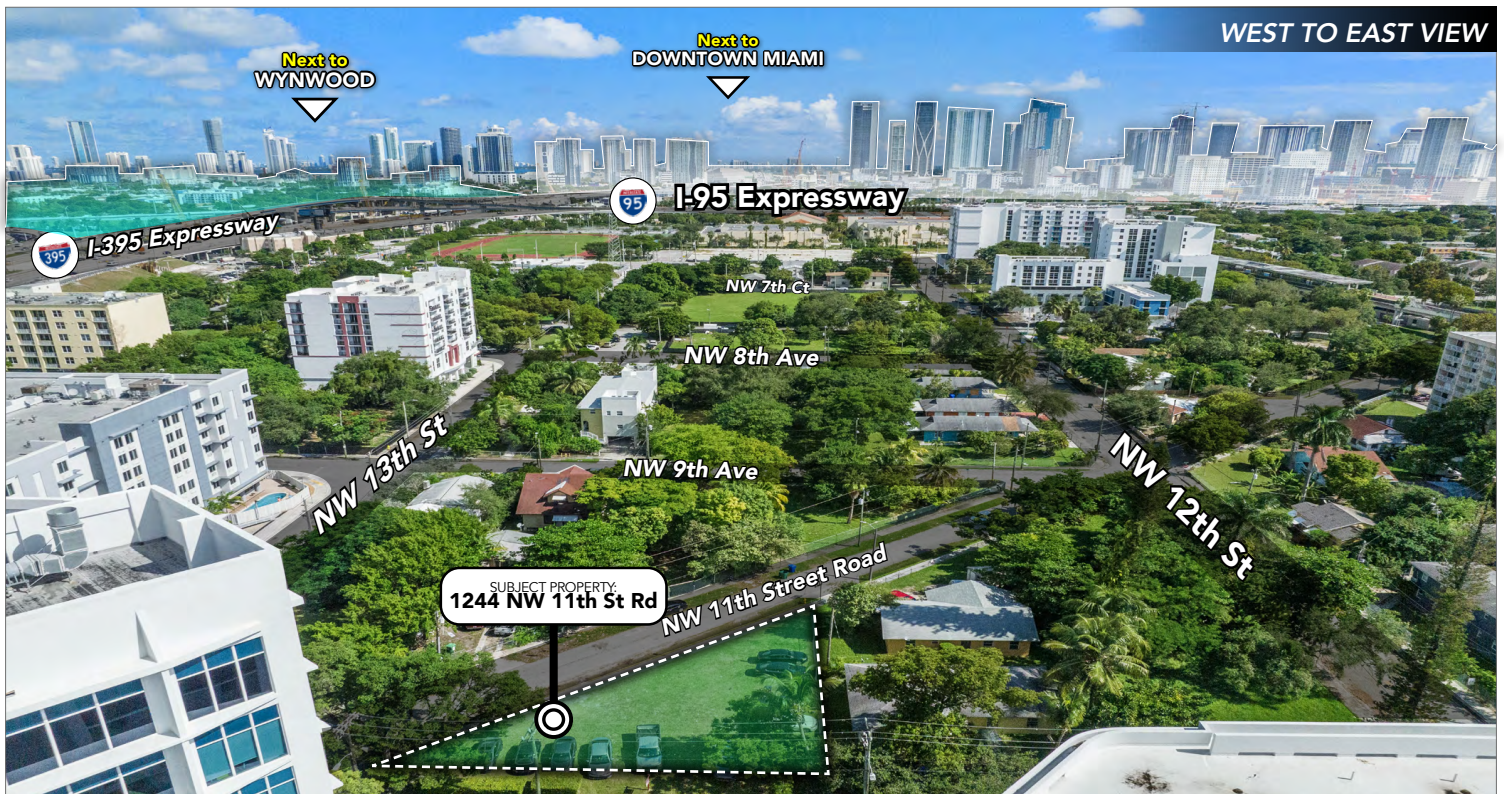 WEST TO EAST VIEW
Next to
WYNWOOD
Next to
DOWNTOWN MIAMI
95
I-95 Expressway
395
I-395 Expressway
NW 7th Ct
NW 8th Ave
NW 13th St
NW 9th Ave
NW 12th St
NW 11th Street Road
SUBJECT PROPERTY:
1244 NW 11th St Rd